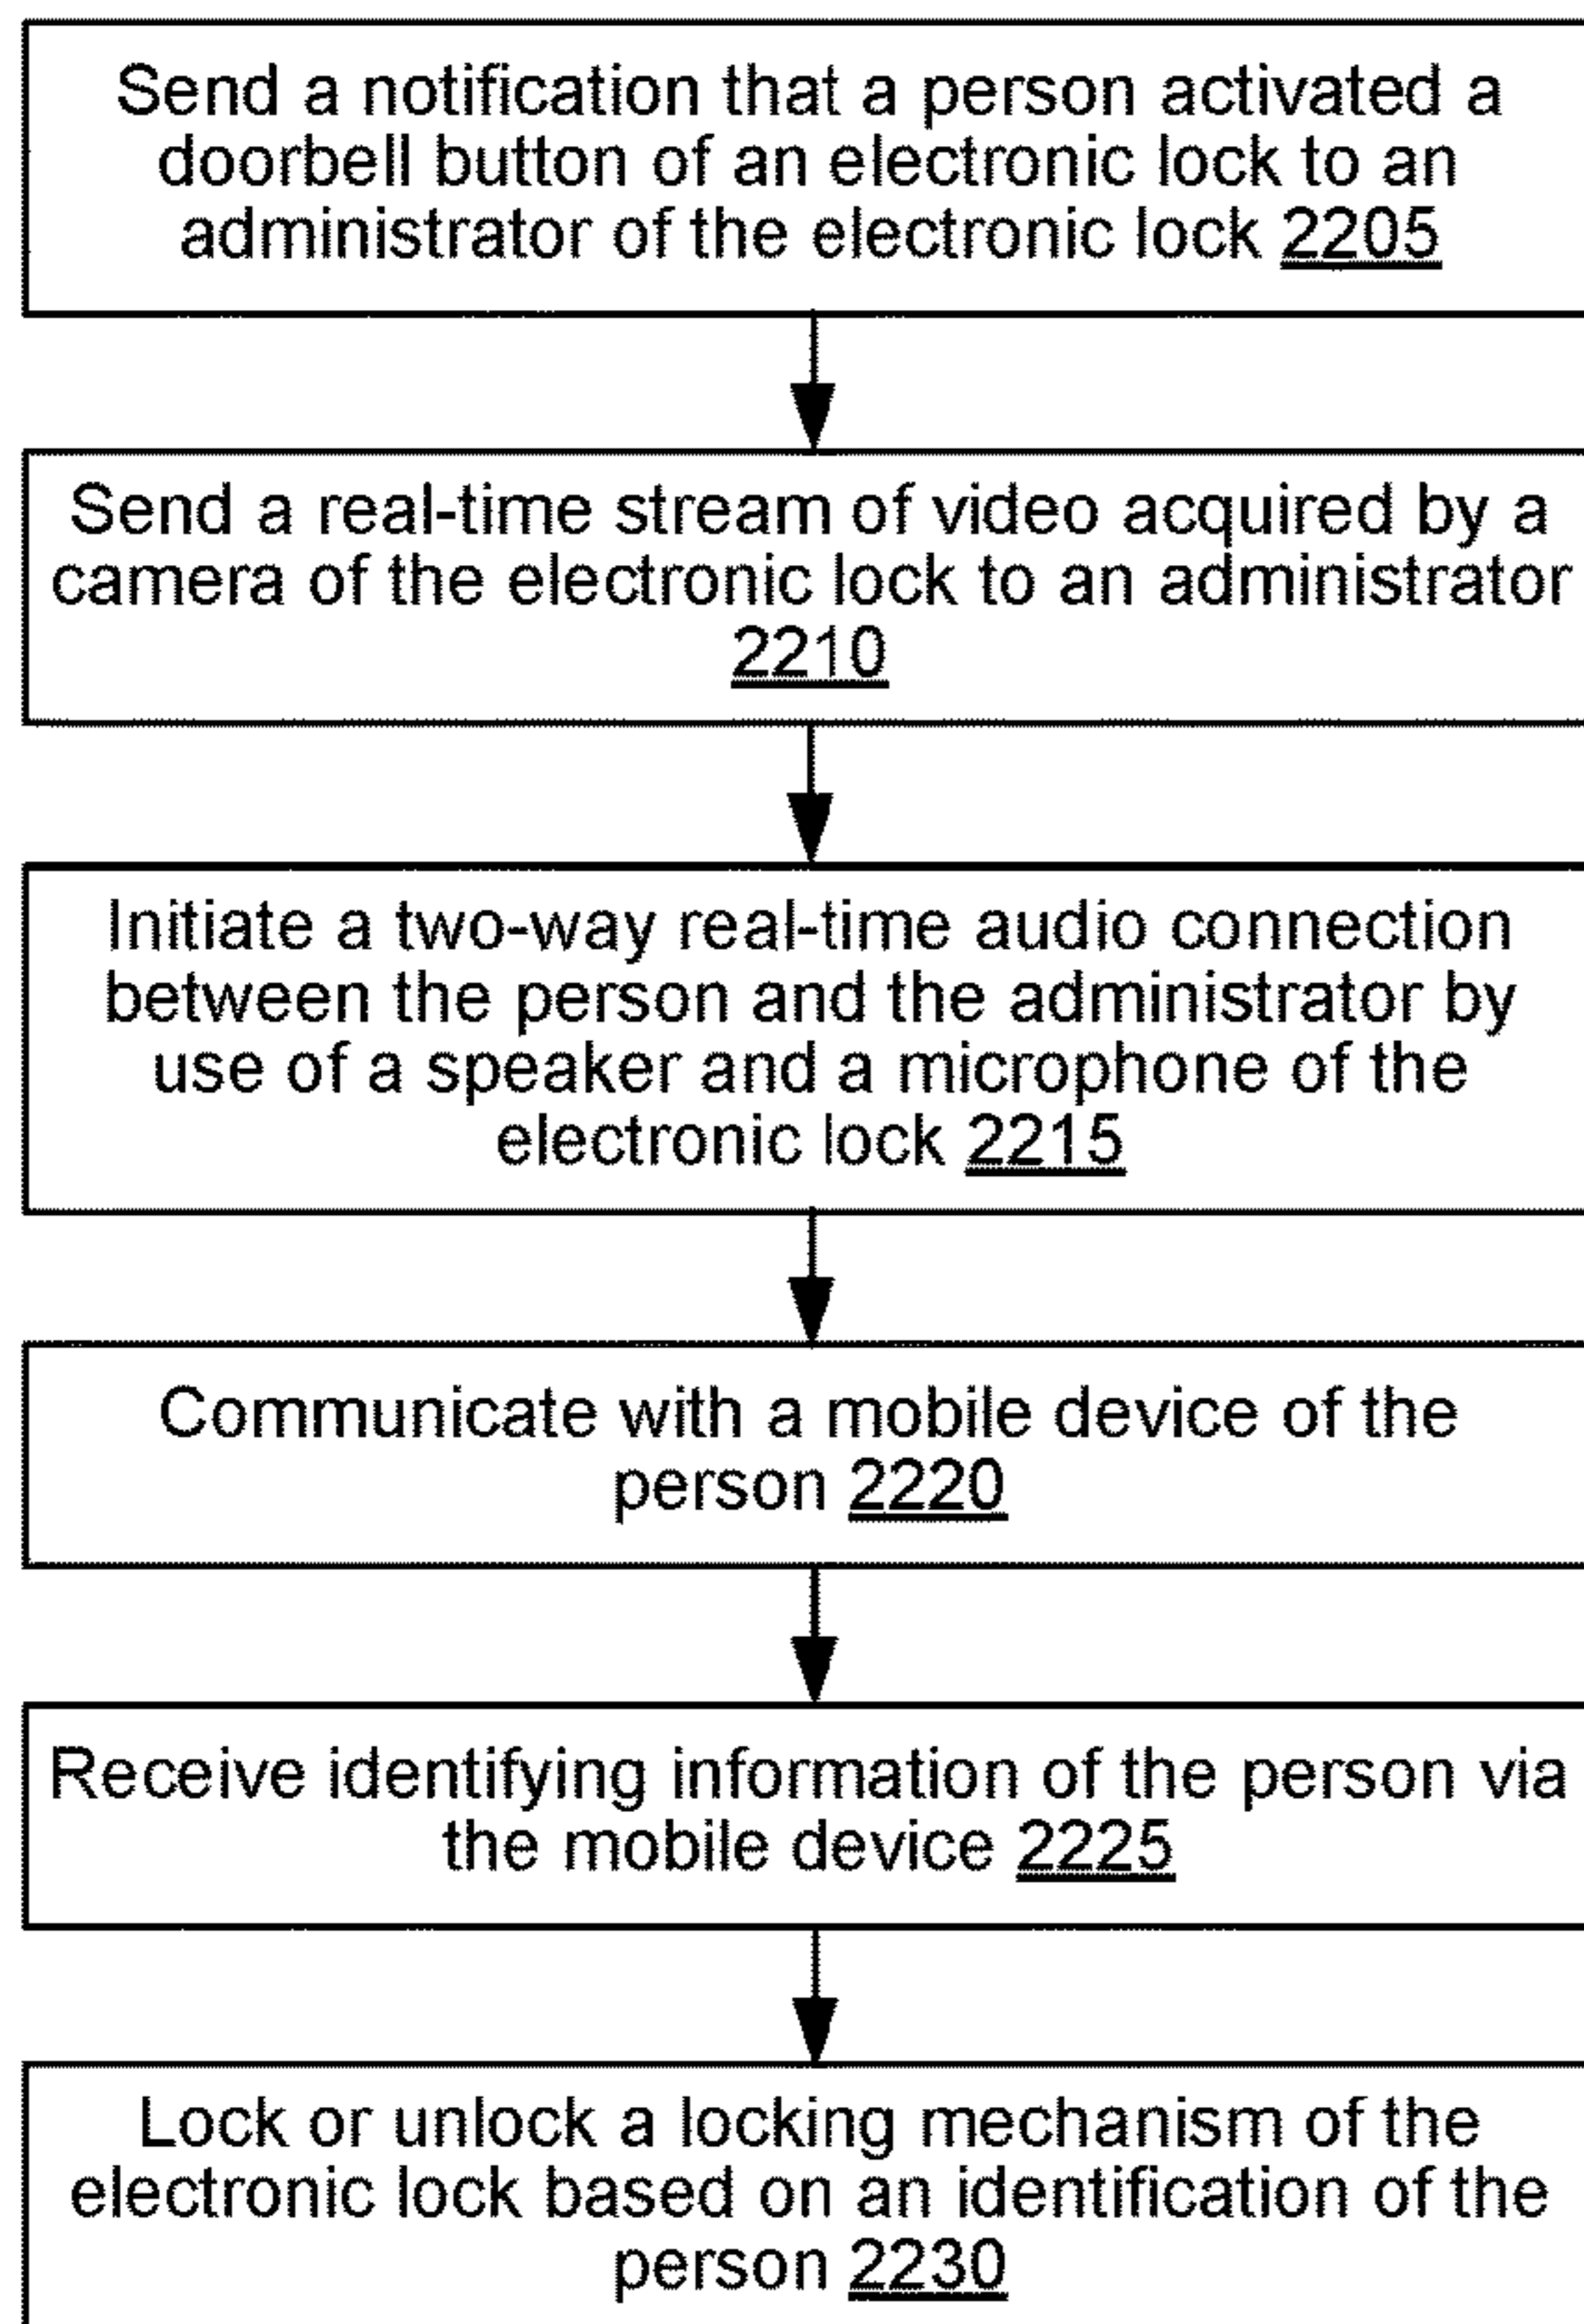 Send a notification that a person activated a
doorbell button of an electronic lock to an
administrator of the electronic lock 2205
Send a real-time stream of video acquired by a
camera of the electronic lock to an administrator
2210
Initiate a two-way real-time audio connection
between the person and the administrator by
use of a speaker and a microphone of the
electronic lock 2215
Communicate with a mobile device of the
person 2220
Receive identifying information of the person via
the mobile device 2225
Lock or unlock a locking mechanism of the
electronic lock based on an identification of the
person 2230